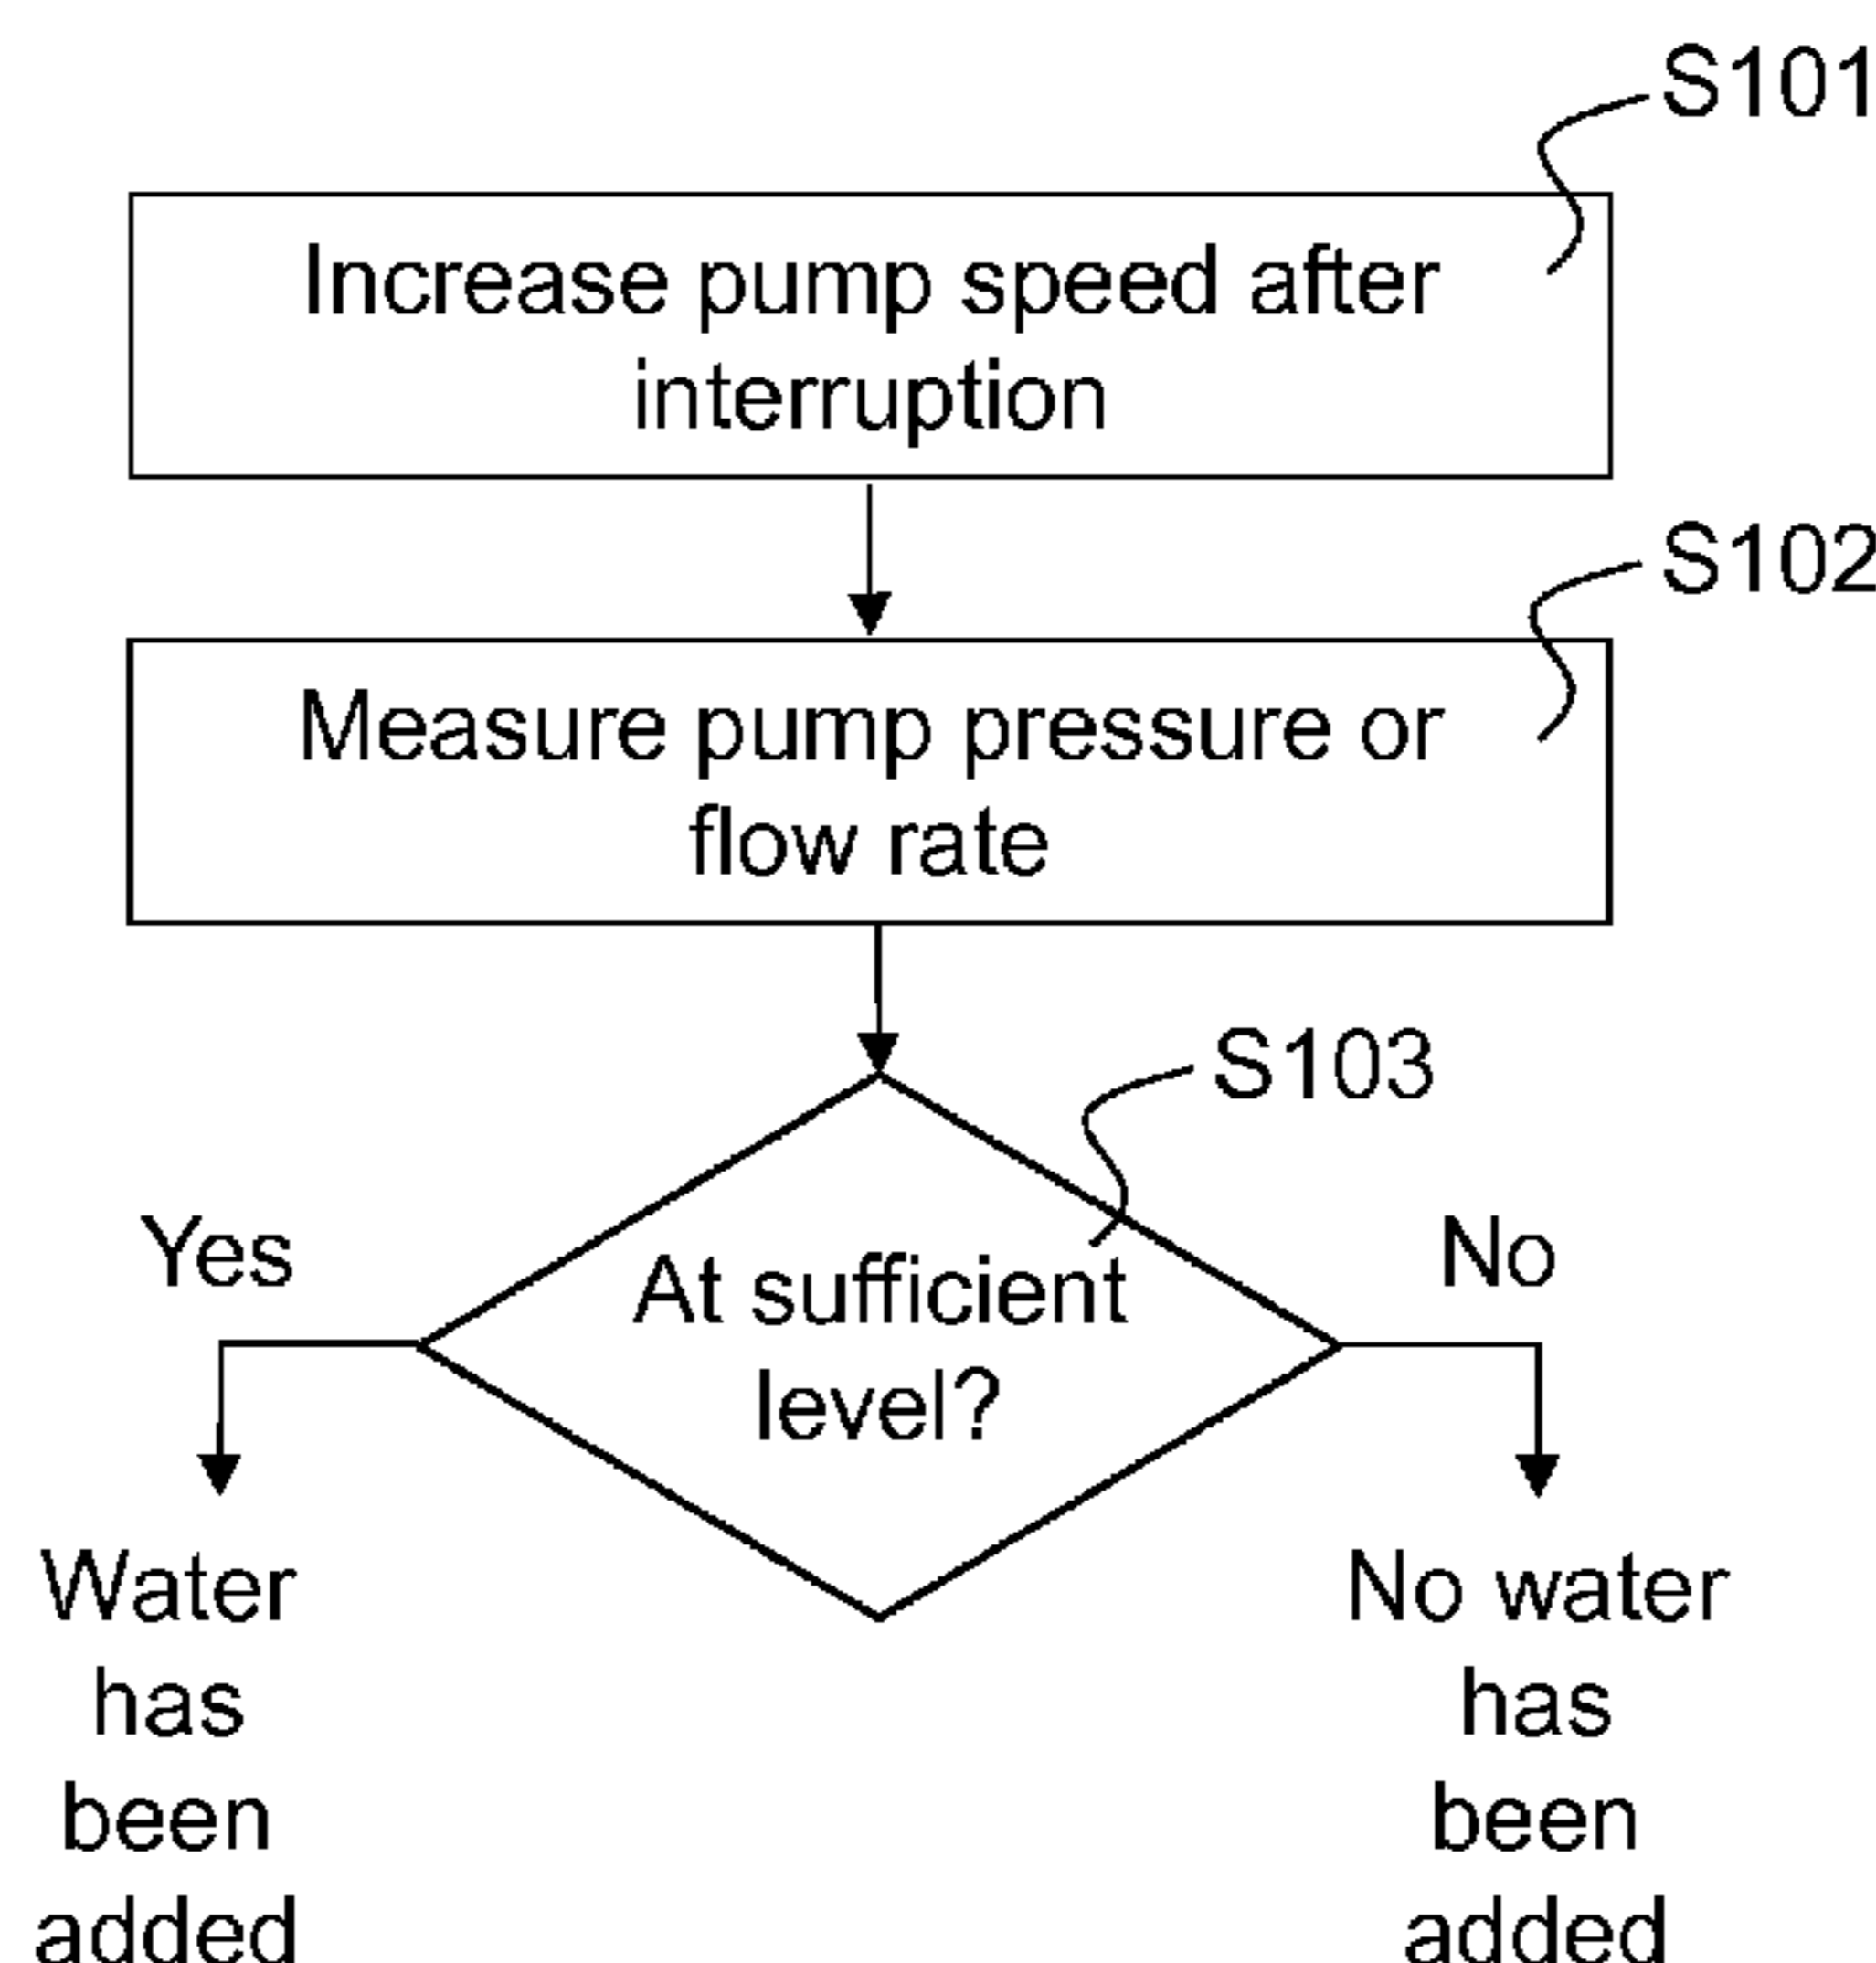 S101
Increase pump speed after
interruption
S102
Measure pump pressure or
flow rate
S103
Yes
No
At sufficient
level?
Water
has
been
added
No water
has
been
added